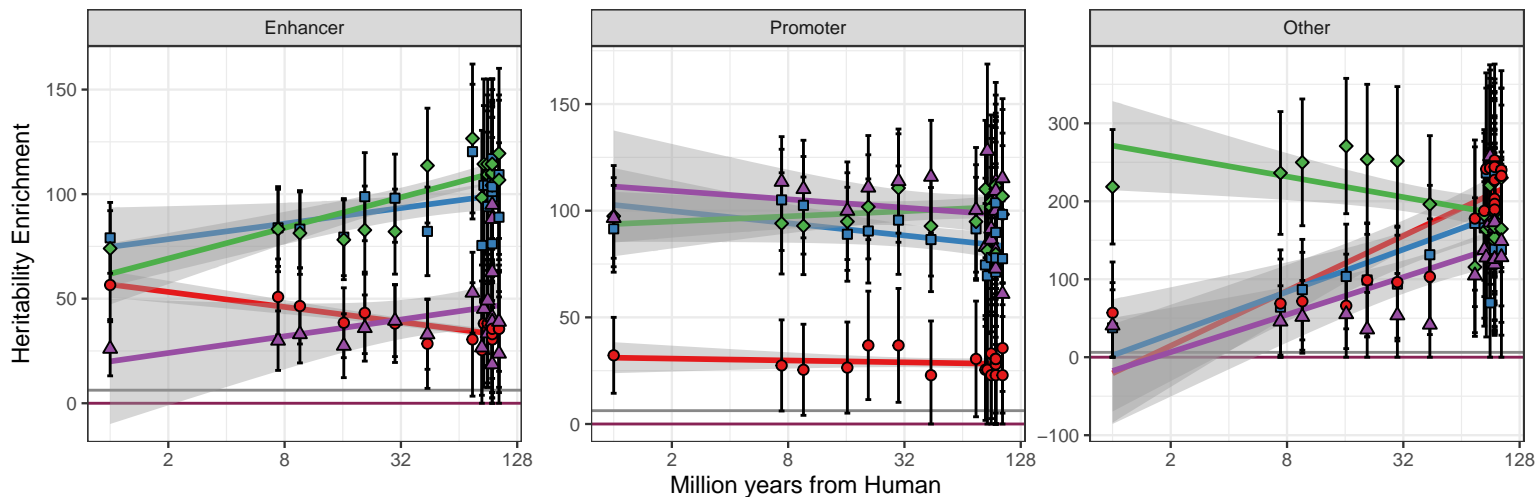 Enhancer
Promoter
Other
Heritability Enrichment
150
100
50
0
150
100
50
0
300
200
100
0
−100
2 8 32 128
2 8 32 128
2 8 32 128
Million years from Human